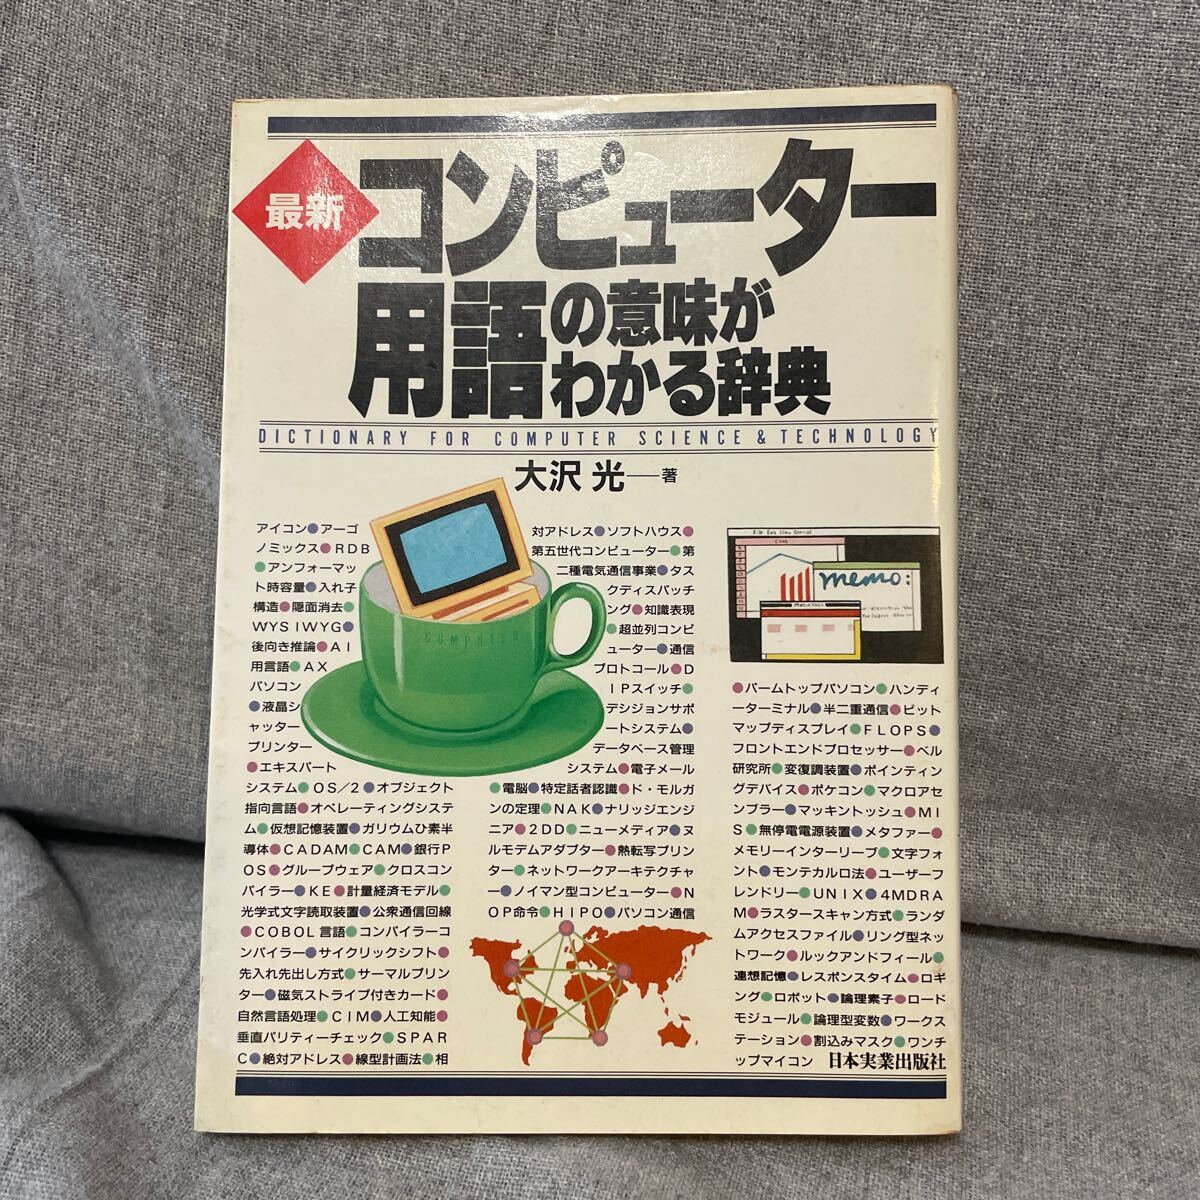 最新
コンピューター
用語の意味が
わかる辞典
DICTIONARY FOR COMPUTER SCIENCE & TECHNOLOGY
大沢 光──著
アイコン●アーゴ
ノミックス●RDB
●アンフォーマッ
ト時容量●入れ子
構造●隠面消去●
WYSIWYG●
後向き推論●AI
用言語●AX
パソコン
●液晶シ
ャッター
プリンター
●エキスパート
システム●OS/2●オブジェクト
指向言語●オペレーティングシステ
ム●仮想記憶装置●ガリウムひ素半
導体●CADAM●CAM●銀行P
OS●グループウェア●クロスコン
パイラー●KE●計量経済モデル●
光学式文字読取装置●公衆通信回線
●COBOL言語●コンパイラーコ
ンパイラー●サイクリックシフト●
先入れ先出し方式●サーマルプリン
ター●磁気ストライプ付きカード●
自然言語処理●CIM●人工知能●
垂直パリティーチェック●SPAR
C●絶対アドレス●線型計画法●相
COMPUTER
対アドレス●ソフトハウス●
第五世代コンピューター●第
二種電気通信事業●タス
クディスパッチ
ング●知識表現
●超並列コンピ
ューター●通信
プロトコール●D
IPスイッチ●
デシジョンサポ
ートシステム●
データベース管理
システム●電子メール
●電脳●特定話者認識●ド・モルガ
ンの定理●NAK●ナリッジエンジ
ニア●2DD●ニューメディア●ヌ
ルモデムアダプター●熱転写プリン
ター●ネットワークアーキテクチャ
ー●ノイマン型コンピューター●N
OP命令●HIPO●パソコン通信
memo:
●パームトップパソコン●ハンディ
ーターミナル●半二重通信●ビット
マップディスプレイ●FLOPS●
フロントエンドプロセッサー●ベル
研究所●変復調装置●ポインティン
グデバイス●ポケコン●マクロアセ
ンブラー●マッキントッシュ●MI
S●無停電電源装置●メタファー●
メモリーインターリーブ●文字フォ
ント●モンテカルロ法●ユーザーフ
レンドリー●UNIX●4MDRA
M●ラスタースキャン方式●ランダ
ムアクセスファイル●リング型ネッ
トワーク●ルックアンドフィール●
連想記憶●レスポンスタイム●ロギ
ング●ロボット●論理素子●ロード
モジュール●論理型変数●ワークス
テーション●割込みマスク●ワンチ
ップマイコン 日本実業出版社